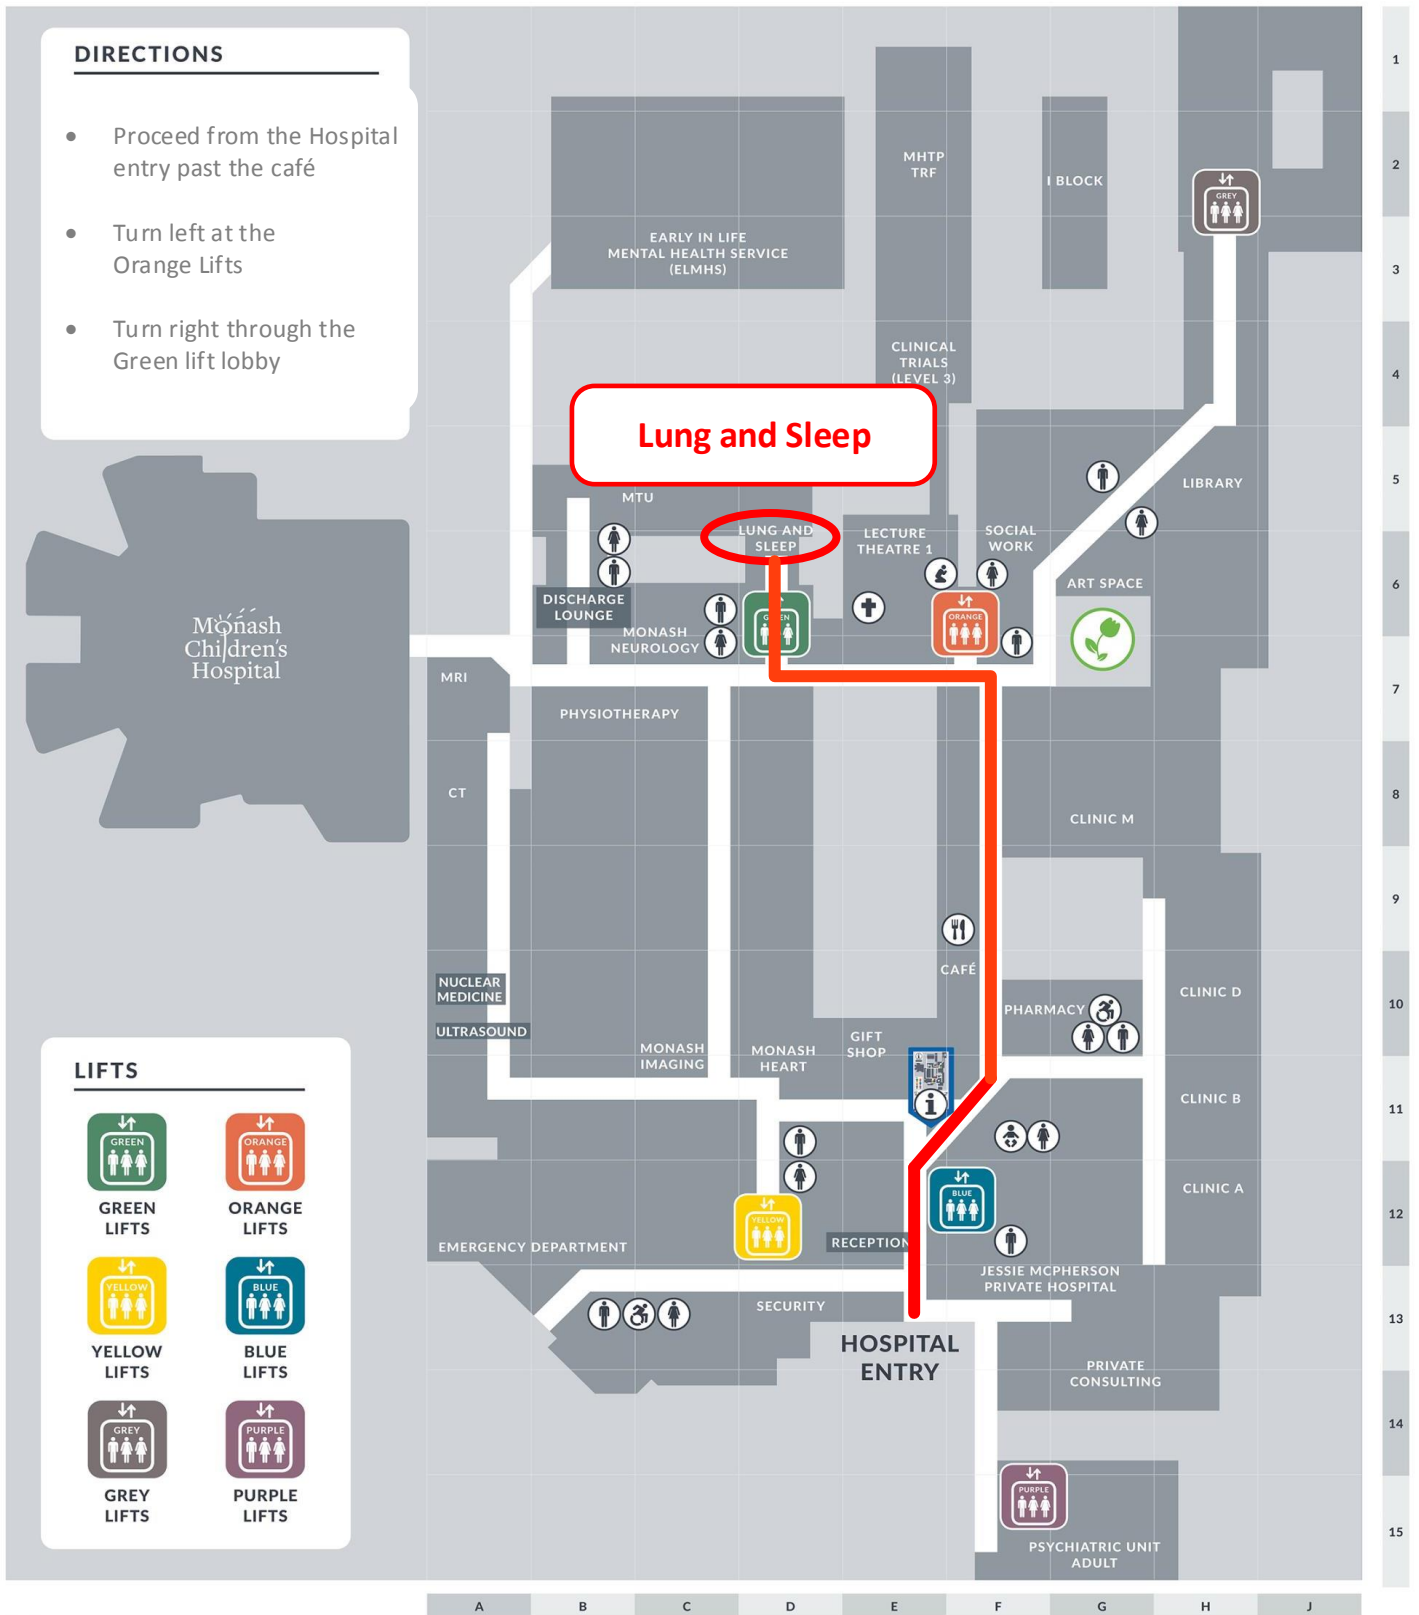 DIRECTIONS
• Proceed from the Hospital
entry past the café
• Turn left at the
Orange Lifts
• Turn right through the
Green lift lobby
1
2
3
4
5
6
7
8
9
10
11
12
13
14
15
MHTP
TRF
I BLOCK
GREY
EARLY IN LIFE
MENTAL HEALTH SERVICE
(ELMHS)
CLINICAL
TRIALS
(LEVEL 3)
Lung and Sleep
MTU
LIBRARY
LUNG AND
SLEEP
LECTURE
THEATRE 1
SOCIAL
WORK
ART SPACE
DISCHARGE
LOUNGE
GREEN
ORANGE
MONASH
NEUROLOGY
Monash
Children's
Hospital
MRI
PHYSIOTHERAPY
CT
CLINIC M
CAFÉ
NUCLEAR
MEDICINE
CLINIC D
PHARMACY
ULTRASOUND
GIFT
SHOP
MONASH
IMAGING
MONASH
HEART
i
CLINIC B
CLINIC A
BLUE
YELLOW
RECEPTION
EMERGENCY DEPARTMENT
JESSIE MCPHERSON
PRIVATE HOSPITAL
SECURITY
HOSPITAL
ENTRY
PRIVATE
CONSULTING
PURPLE
PSYCHIATRIC UNIT
ADULT
LIFTS
GREEN
ORANGE
GREEN
LIFTS
ORANGE
LIFTS
YELLOW
BLUE
YELLOW
LIFTS
BLUE
LIFTS
GREY
PURPLE
GREY
LIFTS
PURPLE
LIFTS
A B C D E F G H J